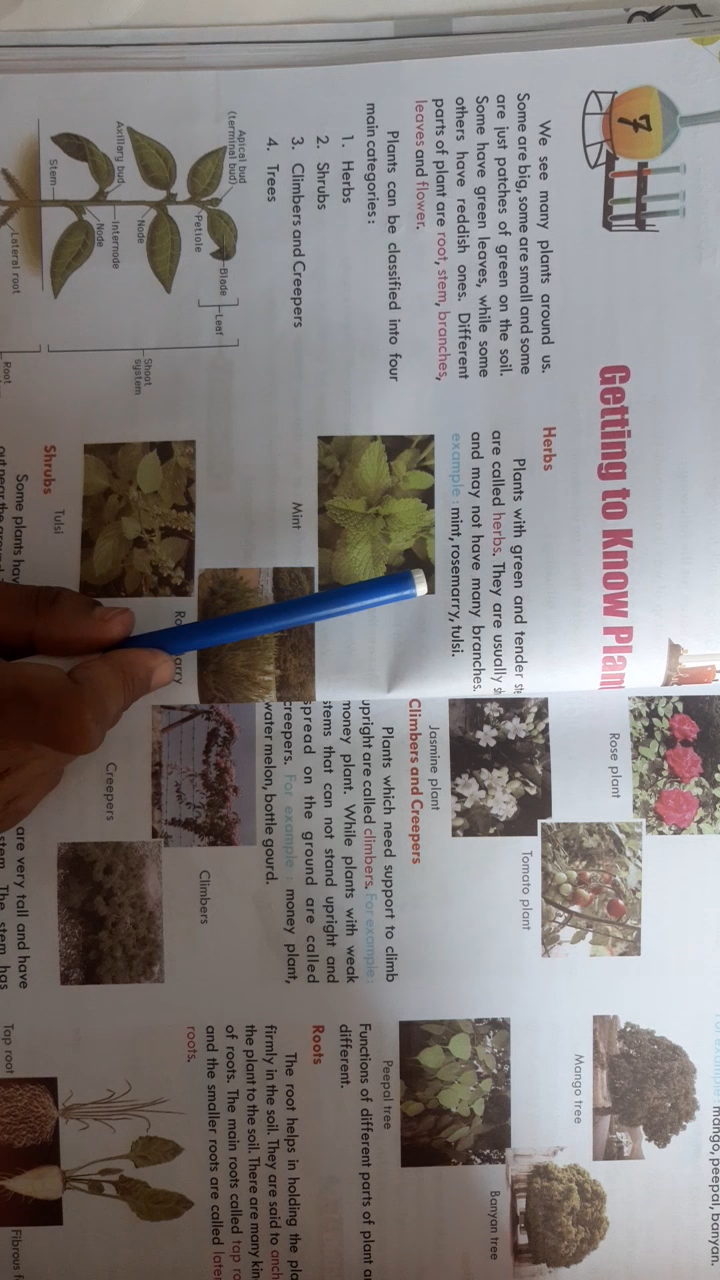 7
Getting to Know
We see many plants around us.
Some are big, some are small and some
are just patches of green on the soil.
Some have green leaves, while some
others have reddish ones. Different
parts of plant are root, stem, branches,
leaves and flower.
Plants can be classified into four
main categories :
1. Herbs
2. Shrubs
3. Climbers and Creepers
4. Trees
Apical bud
(terminal bud)
Axillary bud
Stem
Petiole
Node
Internode
Node
Blade
Leaf
Shoot
system
Lateral root
Root
Herbs
Plants with green and tender
are called herbs. They are usually
and may not have many branches.
example : mint, rosemarry, tulsi.
Mint
Tulsi
Shrubs
Some plants
Rose plant
Tomato plant
Jasmine plant
Climbers and Creepers
Plants which need support to climb
upright are called climbers. For example :
money plant. While plants with weak
stems that can not stand upright and
spread on the ground are called
creepers. For example : money plant,
water melon, bottle gourd.
Climbers
Creepers
are very tall and have
stem. The stem has
mango, peepal, banyan.
Mango tree
Banyan tree
Peepal tree
Functions of different parts of plant
different.
Roots
The root helps in holding the
firmly in the soil. They are said to
the plant to the soil. There are many
of roots. The main roots called tap
and the smaller roots are called
roots.
Tap root
Fibrous